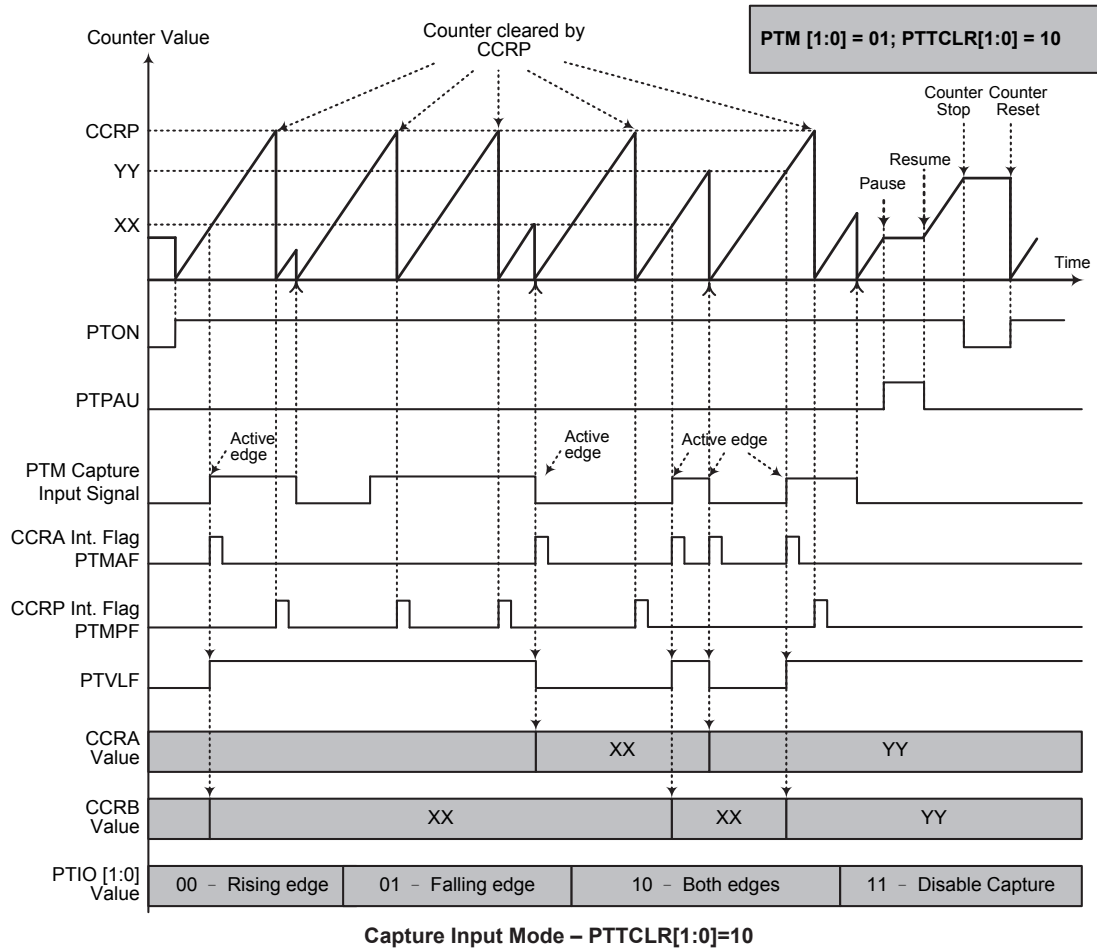 PTM [1:0] = 01; PTTCLR[1:0] = 10
Counter Value
Counter cleared by
CCRP
Counter
Stop
Counter
Reset
CCRP
YY
XX
Resume
Pause
Time
PTON
PTPAU
Active
edge
Active
edge
Active edge
PTM Capture
Input Signal
CCRA Int. Flag
PTMAF
CCRP Int. Flag
PTMPF
PTVLF
CCRA
Value
XX
YY
CCRB
Value
XX
XX
YY
PTIO [1:0]
Value
00 – Rising edge
01 – Falling edge
10 – Both edges
11 – Disable Capture
Capture Input Mode – PTTCLR[1:0]=10